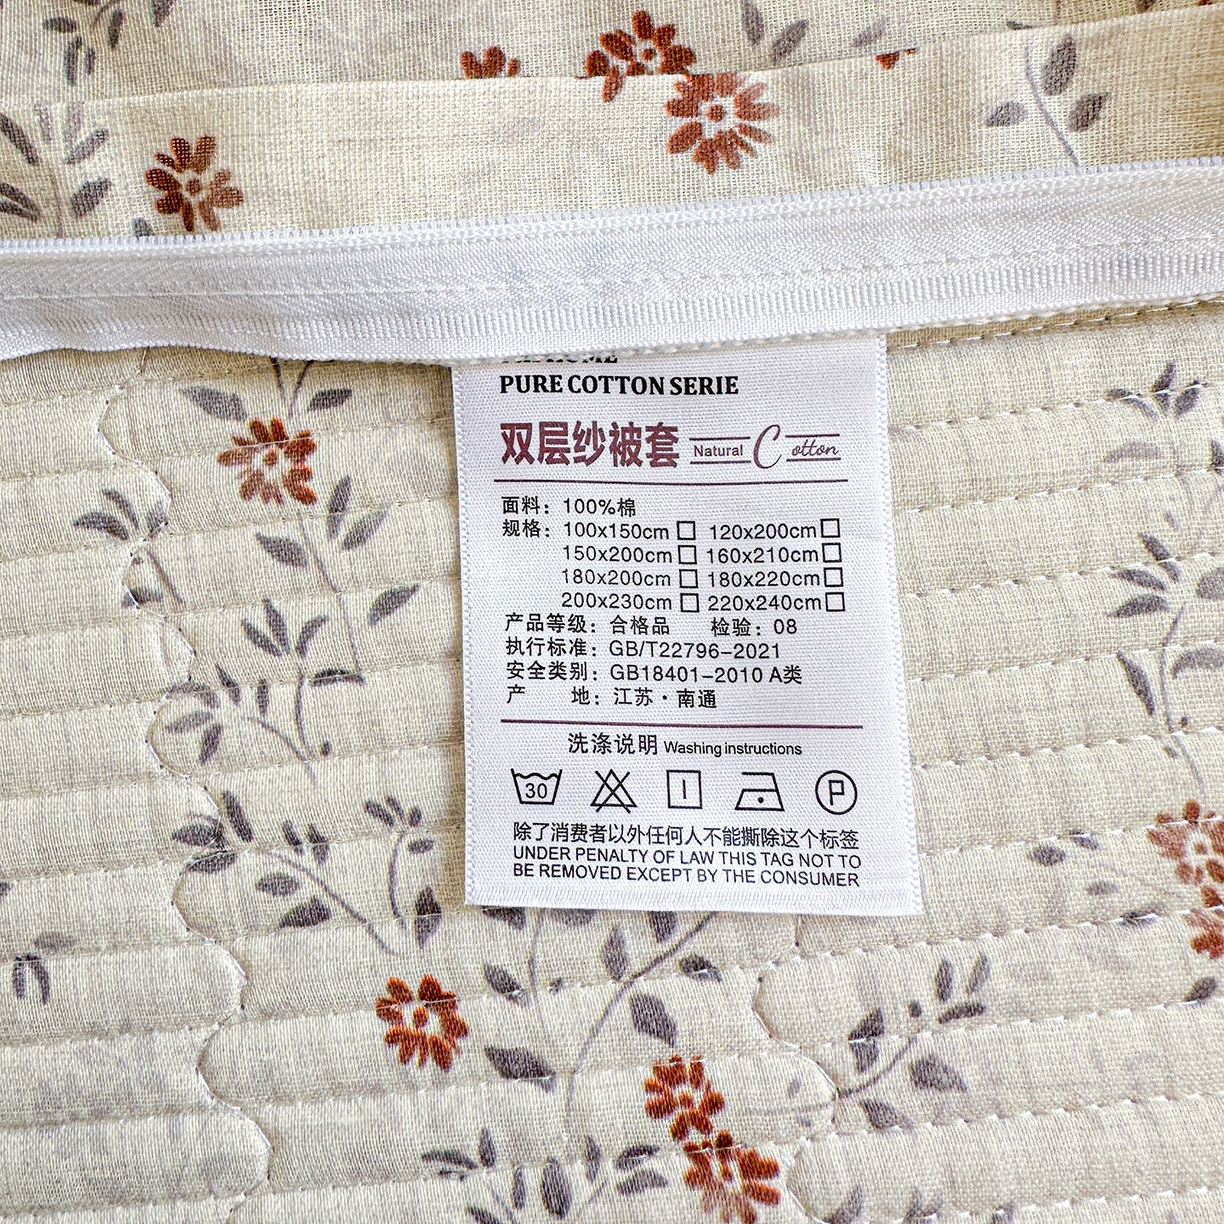 PURE COTTON SERIE
双层纱被套 Natural Cotton
面料：100%棉
规格：100x150cm □ 120x200cm □
150x200cm □ 160x210cm □
180x200cm □ 180x220cm □
200x230cm □ 220x240cm □
产品等级：合格品 检验：08
执行标准：GB/T22796-2021
安全类别：GB18401-2010 A类
产 地：江苏·南通
洗涤说明 Washing instructions
30 P
除了消费者以外任何人不能撕除这个标签
UNDER PENALTY OF LAW THIS TAG NOT TO
BE REMOVED EXCEPT BY THE CONSUMER